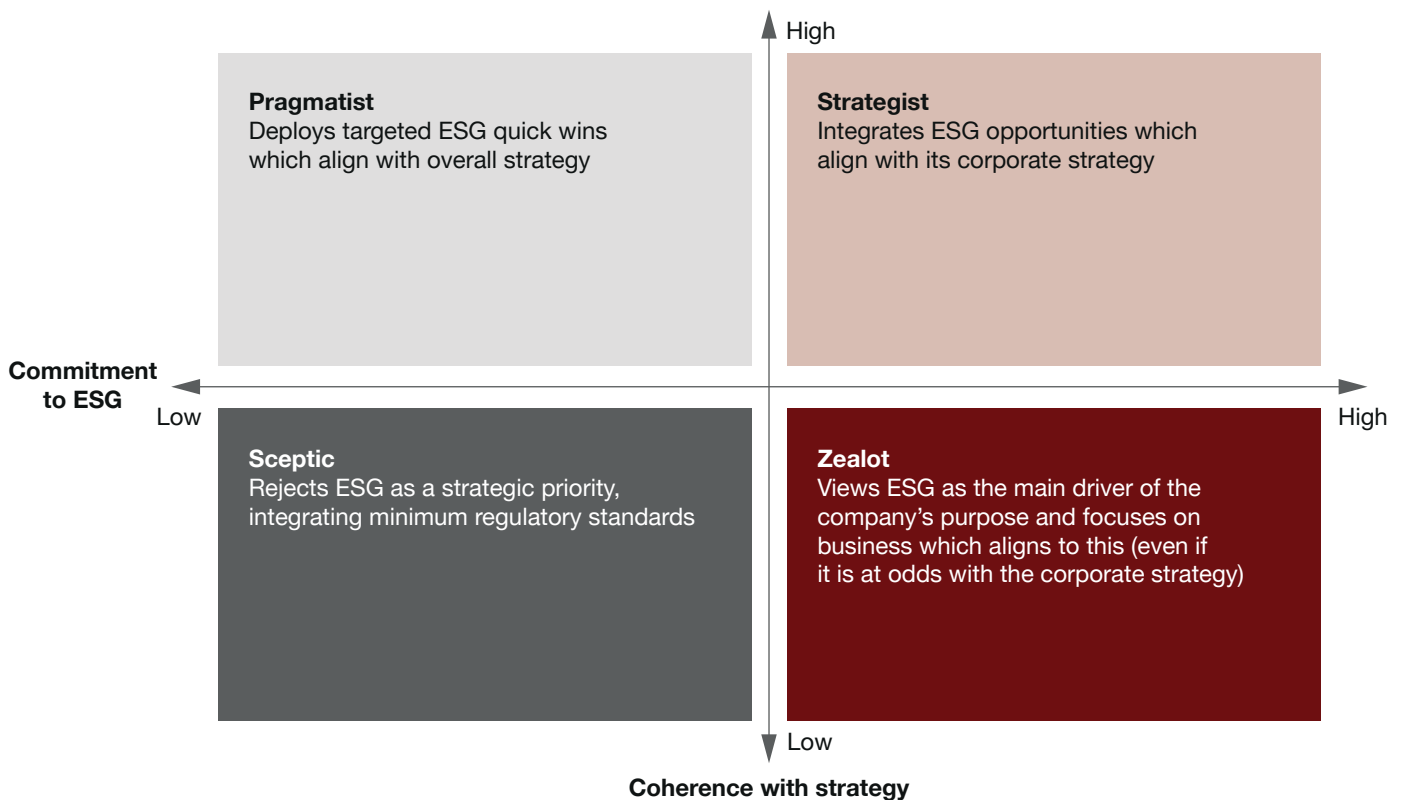 High
Pragmatist
Deploys targeted ESG quick wins
which align with overall strategy
Strategist
Integrates ESG opportunities which
align with its corporate strategy
Commitment
to ESG
Low
High
Sceptic
Rejects ESG as a strategic priority,
integrating minimum regulatory standards
Zealot
Views ESG as the main driver of the
company’s purpose and focuses on
business which aligns to this (even if
it is at odds with the corporate strategy)
Low
Coherence with strategy